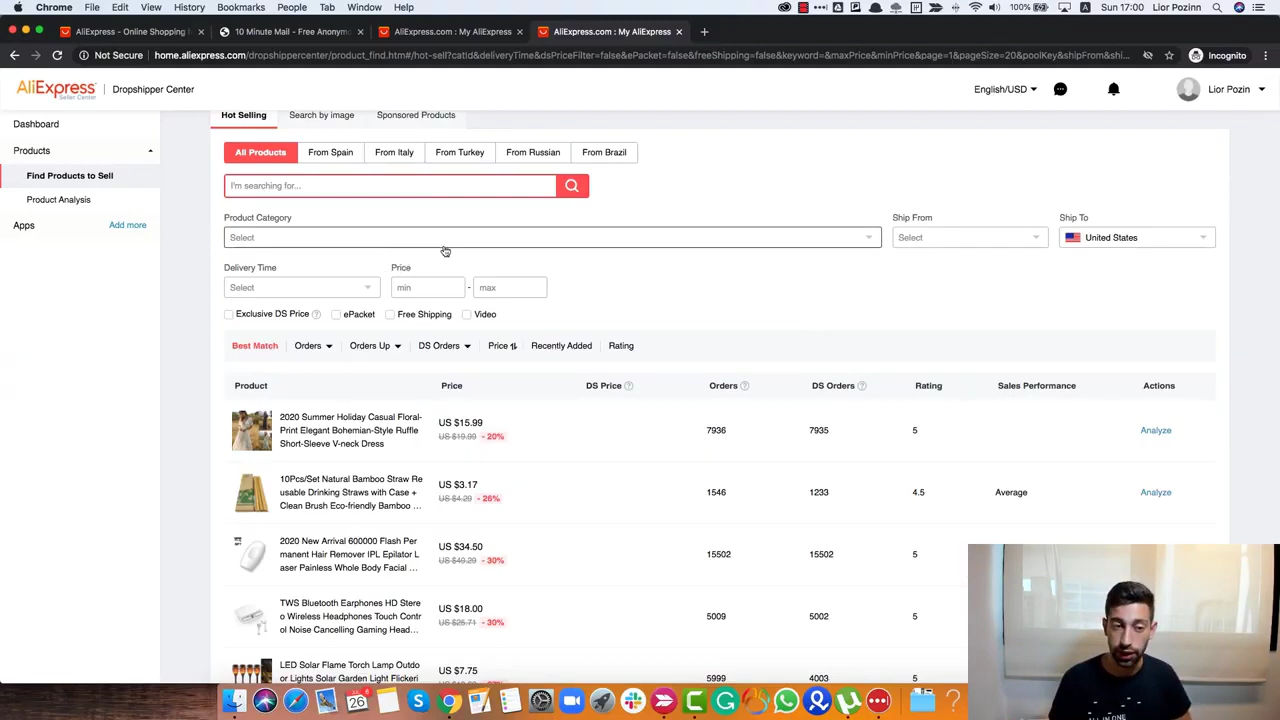 Chrome File Edit View History Bookmarks People Tab Window Help 100% Sun 17:00 Lior Pozinn
AliExpress - Online Shopping f 10 Minute Mail - Free Anonym AliExpress.com : My AliExpress AliExpress.com : My AliExpress
Not Secure home.aliexpress.com/dropshippercenter/product_find.htm#/hot-sell?catId&deliveryTime&dsPriceFilter=false&ePacket=false&freeShipping=false&keyword=&maxPrice&minPrice&page=1&pageSize=20&poolKey&shipFrom&shi... Incognito
AliExpress Seller Center Dropshipper Center English/USD Lior Pozin
Dashboard
Products
Find Products to Sell
Product Analysis
Apps Add more
Hot Selling Search by image Sponsored Products
All Products From Spain From Italy From Turkey From Russian From Brazil
I'm searching for...
Product Category Ship From Ship To
Select Select United States
Delivery Time Price
Select min - max
Exclusive DS Price ? ePacket Free Shipping Video
Best Match Orders Orders Up DS Orders Price Recently Added Rating
Product Price DS Price ? Orders ? DS Orders ? Rating Sales Performance Actions
2020 Summer Holiday Casual Floral-
Print Elegant Bohemian-Style Ruffle
Short-Sleeve V-neck Dress
US $15.99
US $19.99 - 20%
7936 7935 5 Analyze
10Pcs/Set Natural Bamboo Straw Re
usable Drinking Straws with Case +
Clean Brush Eco-friendly Bamboo ...
US $3.17
US $4.29 - 26%
1546 1233 4.5 Average Analyze
2020 New Arrival 600000 Flash Per
manent Hair Remover IPL Epilator L
aser Painless Whole Body Facial ...
US $34.50
US $49.29 - 30%
15502 15502 5
TWS Bluetooth Earphones HD Stere
o Wireless Headphones Touch Contr
ol Noise Cancelling Gaming Head...
US $18.00
US $25.71 - 30%
5009 5002 5
LED Solar Flame Torch Lamp Outdo
or Lights Solar Garden Light Flickeri
US $7.75
5999 4003 5
26
ALL IN ONE